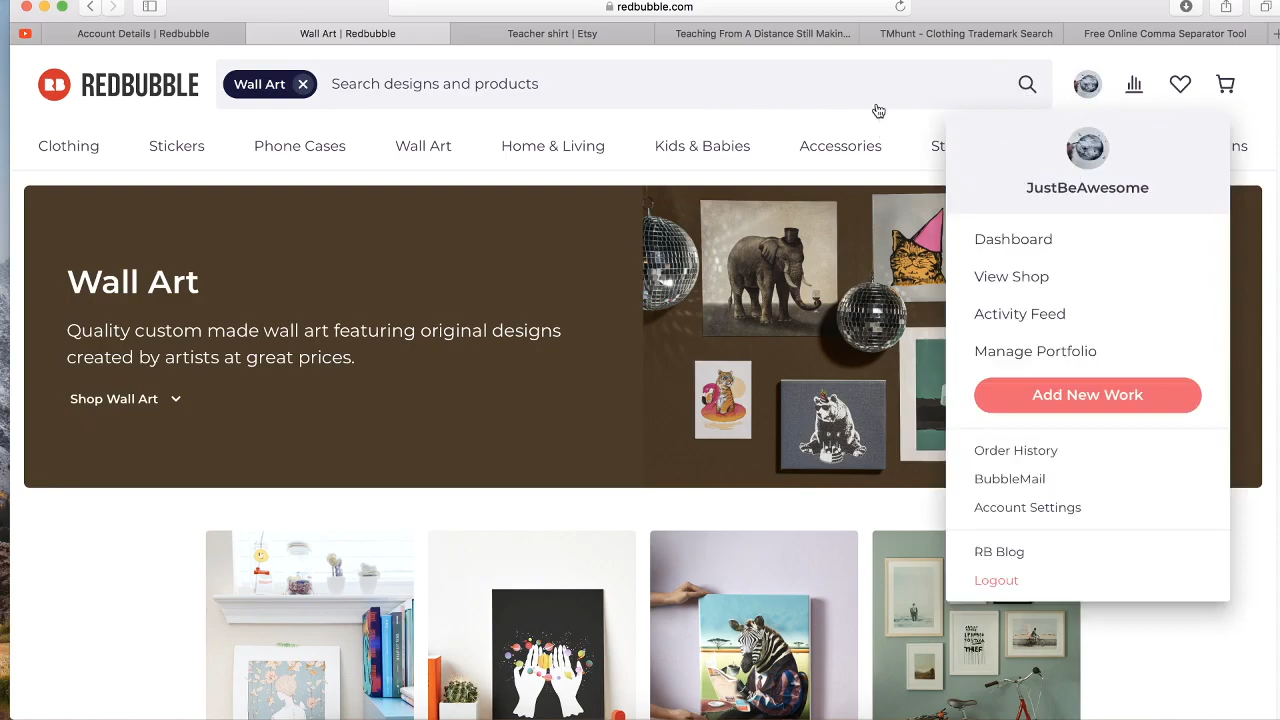 redbubble.com
Account Details | Redbubble
Wall Art | Redbubble
Teacher shirt | Etsy
Teaching From A Distance Still Makin...
TMhunt - Clothing Trademark Search
Free Online Comma Separator Tool
RB REDBUBBLE
Wall Art
Search designs and products
Clothing
Stickers
Phone Cases
Wall Art
Home & Living
Kids & Babies
Accessories
St
ns
JustBeAwesome
Dashboard
View Shop
Activity Feed
Manage Portfolio
Add New Work
Order History
BubbleMail
Account Settings
RB Blog
Logout
Wall Art
Quality custom made wall art featuring original designs
created by artists at great prices.
Shop Wall Art